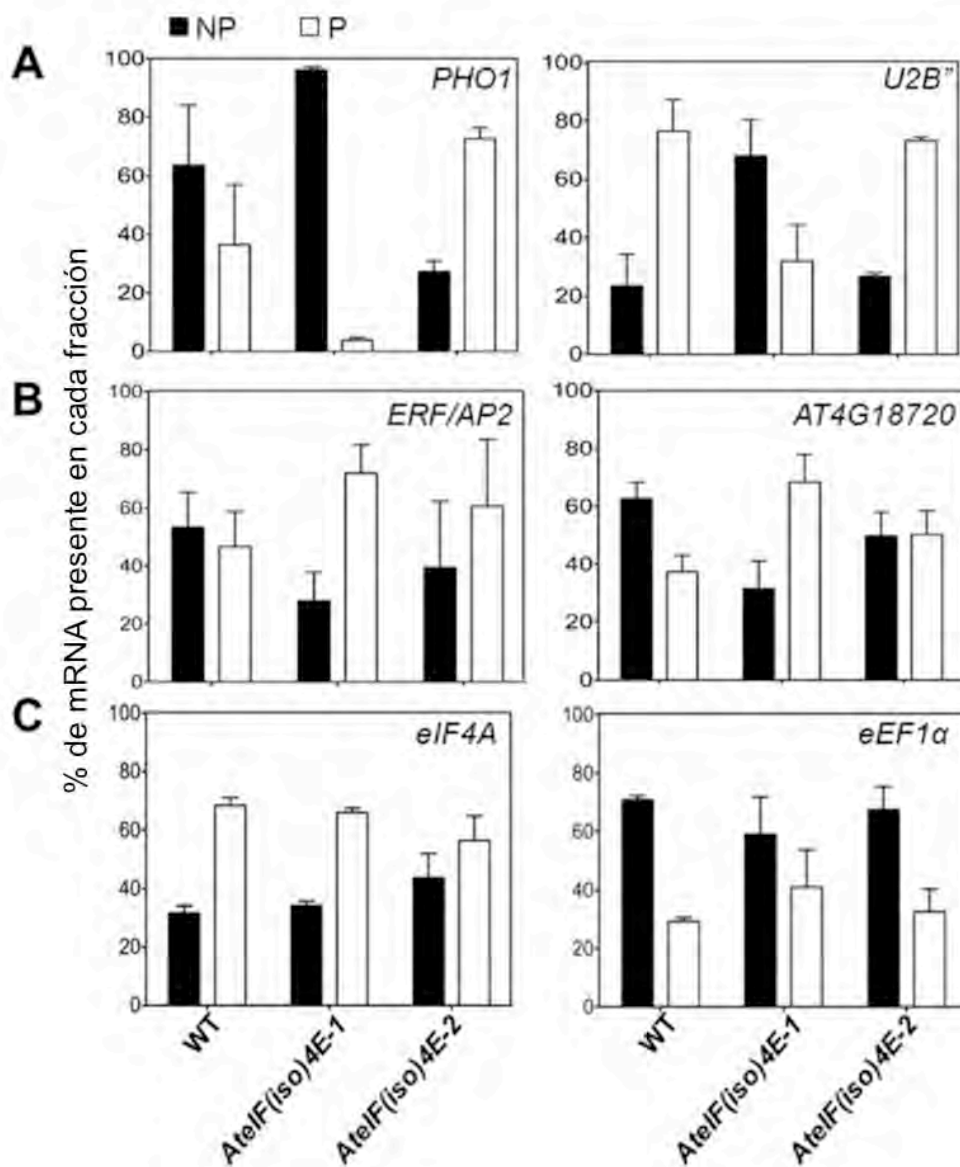 NP P
A
PHO1
100
80
60
40
20
0
U2B"
100
80
60
40
20
0
B
ERF/AP2
100
80
60
40
20
0
AT4G18720
100
80
60
40
20
0
C
eIF4A
100
80
60
40
20
0
eEF1α
100
80
60
40
20
0
% de mRNA presente en cada fracción
WT
AteIF(iso)4E-1
AteIF(iso)4E-2
WT
AteIF(iso)4E-1
AteIF(iso)4E-2